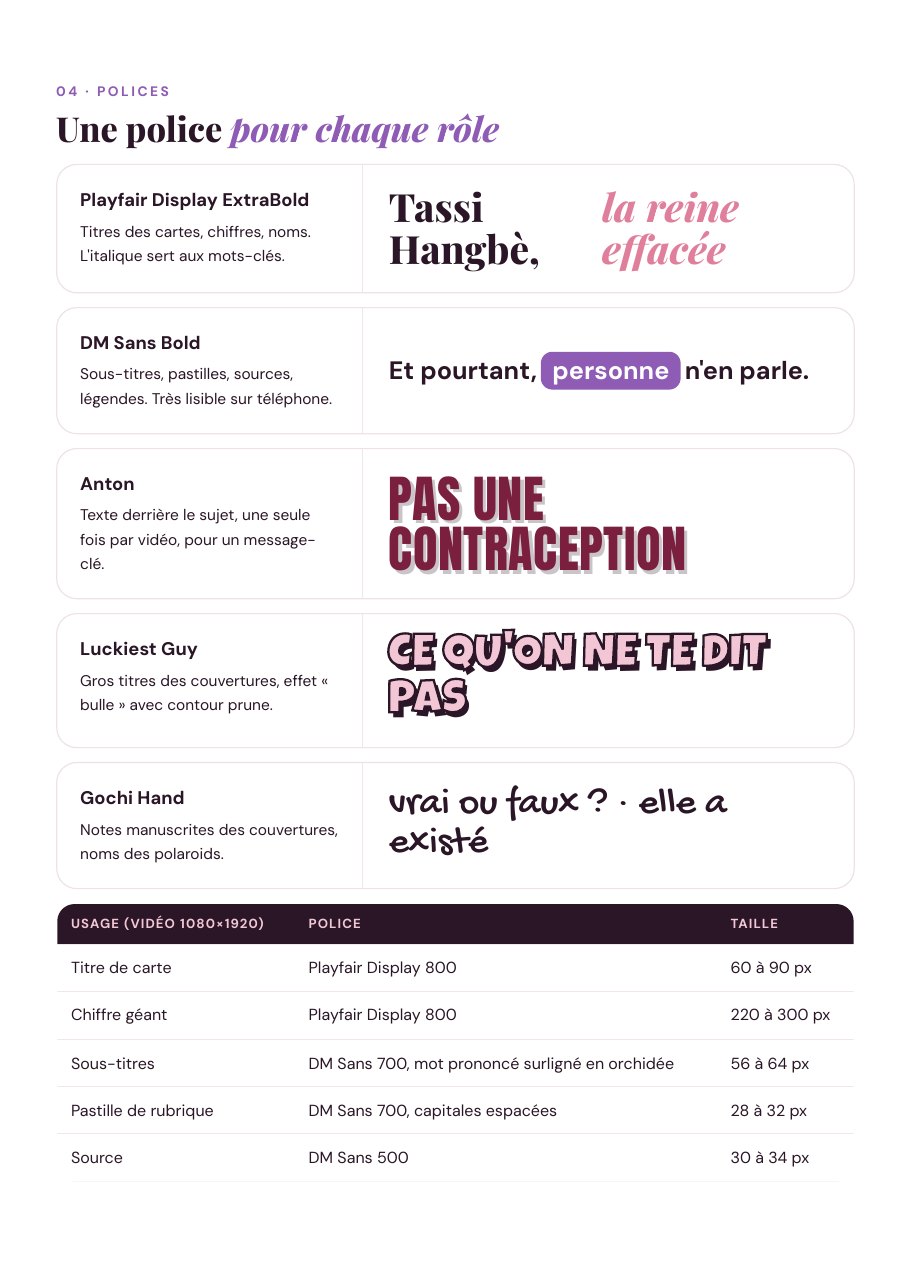 04 · POLICES
Une police pour chaque rôle
Playfair Display ExtraBold
Titres des cartes, chiffres, noms.
L'italique sert aux mots-clés.
Tassi
Hangbè,
la reine
effacée
DM Sans Bold
Sous-titres, pastilles, sources,
légendes. Très lisible sur téléphone.
Et pourtant, personne n'en parle.
Anton
Texte derrière le sujet, une seule
fois par vidéo, pour un message-
clé.
PAS UNE
CONTRACEPTION
Luckiest Guy
Gros titres des couvertures, effet «
bulle » avec contour prune.
CE QU'ON NE TE DIT
PAS
Gochi Hand
Notes manuscrites des couvertures,
noms des polaroids.
vrai ou faux ? · elle a
existé
USAGE (VIDÉO 1080×1920) POLICE TAILLE
Titre de carte Playfair Display 800 60 à 90 px
Chiffre géant Playfair Display 800 220 à 300 px
Sous-titres DM Sans 700, mot prononcé surligné en orchidée 56 à 64 px
Pastille de rubrique DM Sans 700, capitales espacées 28 à 32 px
Source DM Sans 500 30 à 34 px